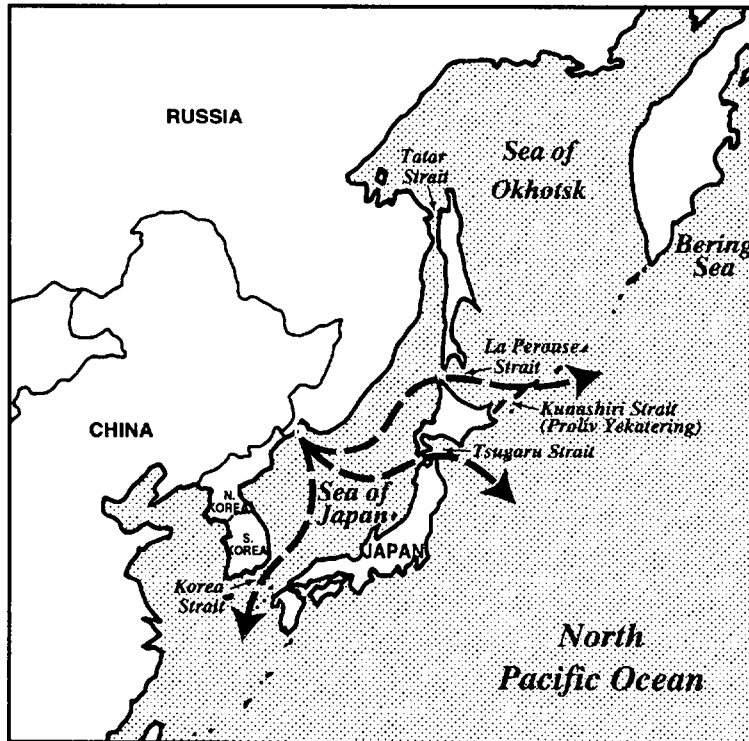 RUSSIA
Tatar
Strait
Sea of
Okhotsk
Bering
Sea
La Perouse
Strait
Kunashiri Strait
(Proliv Yekatering)
CHINA
Tsugaru Strait
N.
KOREA
Sea of
Japan
S.
KOREA
JAPAN
Korea
Strait
North
Pacific Ocean